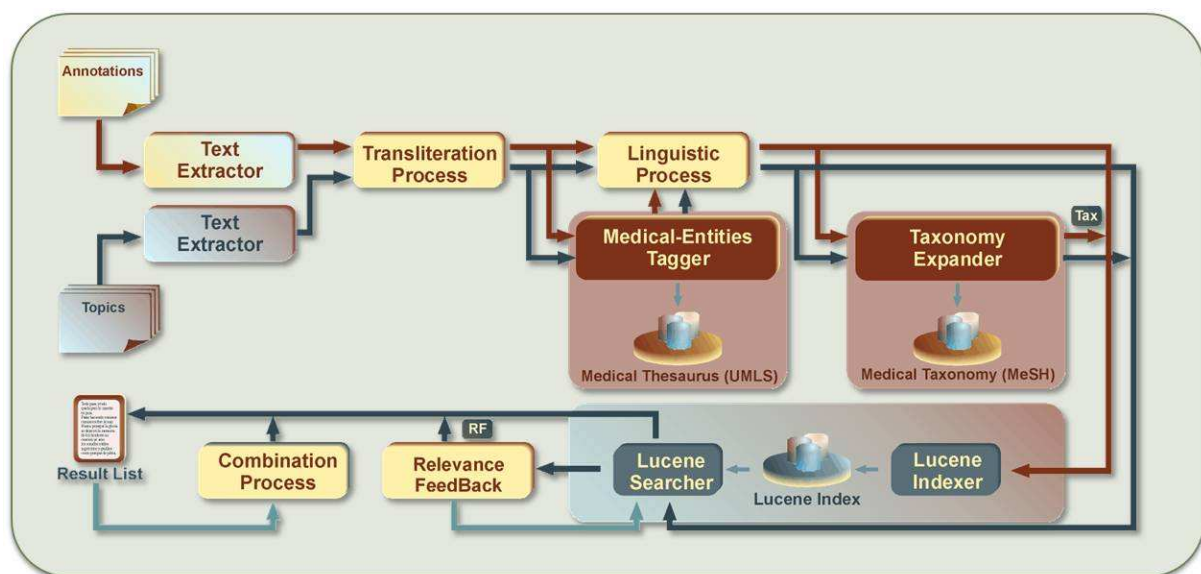 Annotations
Text
Extractor
Transliteration
Process
Linguistic
Process
Text
Extractor
Tax
Medical-Entities
Tagger
Taxonomy
Expander
Topics
Medical Thesaurus (UMLS)
Medical Taxonomy (MeSH)
RF
Result List
Combination
Process
Relevance
FeedBack
Lucene
Searcher
Lucene Index
Lucene
Indexer